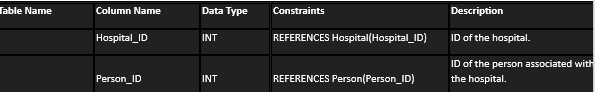 Table Name Column Name Data Type Constraints Description
Hospital_ID INT REFERENCES Hospital(Hospital_ID) ID of the hospital.
ID of the person associated with
Person_ID INT REFERENCES Person(Person_ID) the hospital.